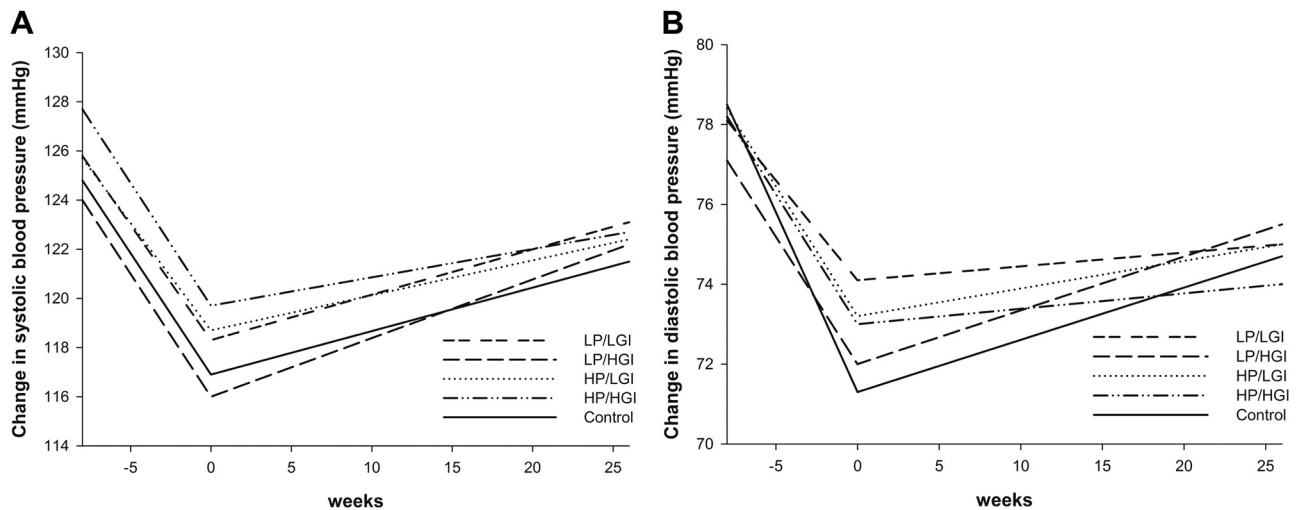 A
Change in systolic blood pressure (mmHg)
130
128
126
124
122
120
118
116
114
-5
0
5
10
15
20
25
weeks
LP/LGI
LP/HGI
HP/LGI
HP/HGI
Control
B
Change in diastolic blood pressure (mmHg)
80
78
76
74
72
70
-5
0
5
10
15
20
25
weeks
LP/LGI
LP/HGI
HP/LGI
HP/HGI
Control